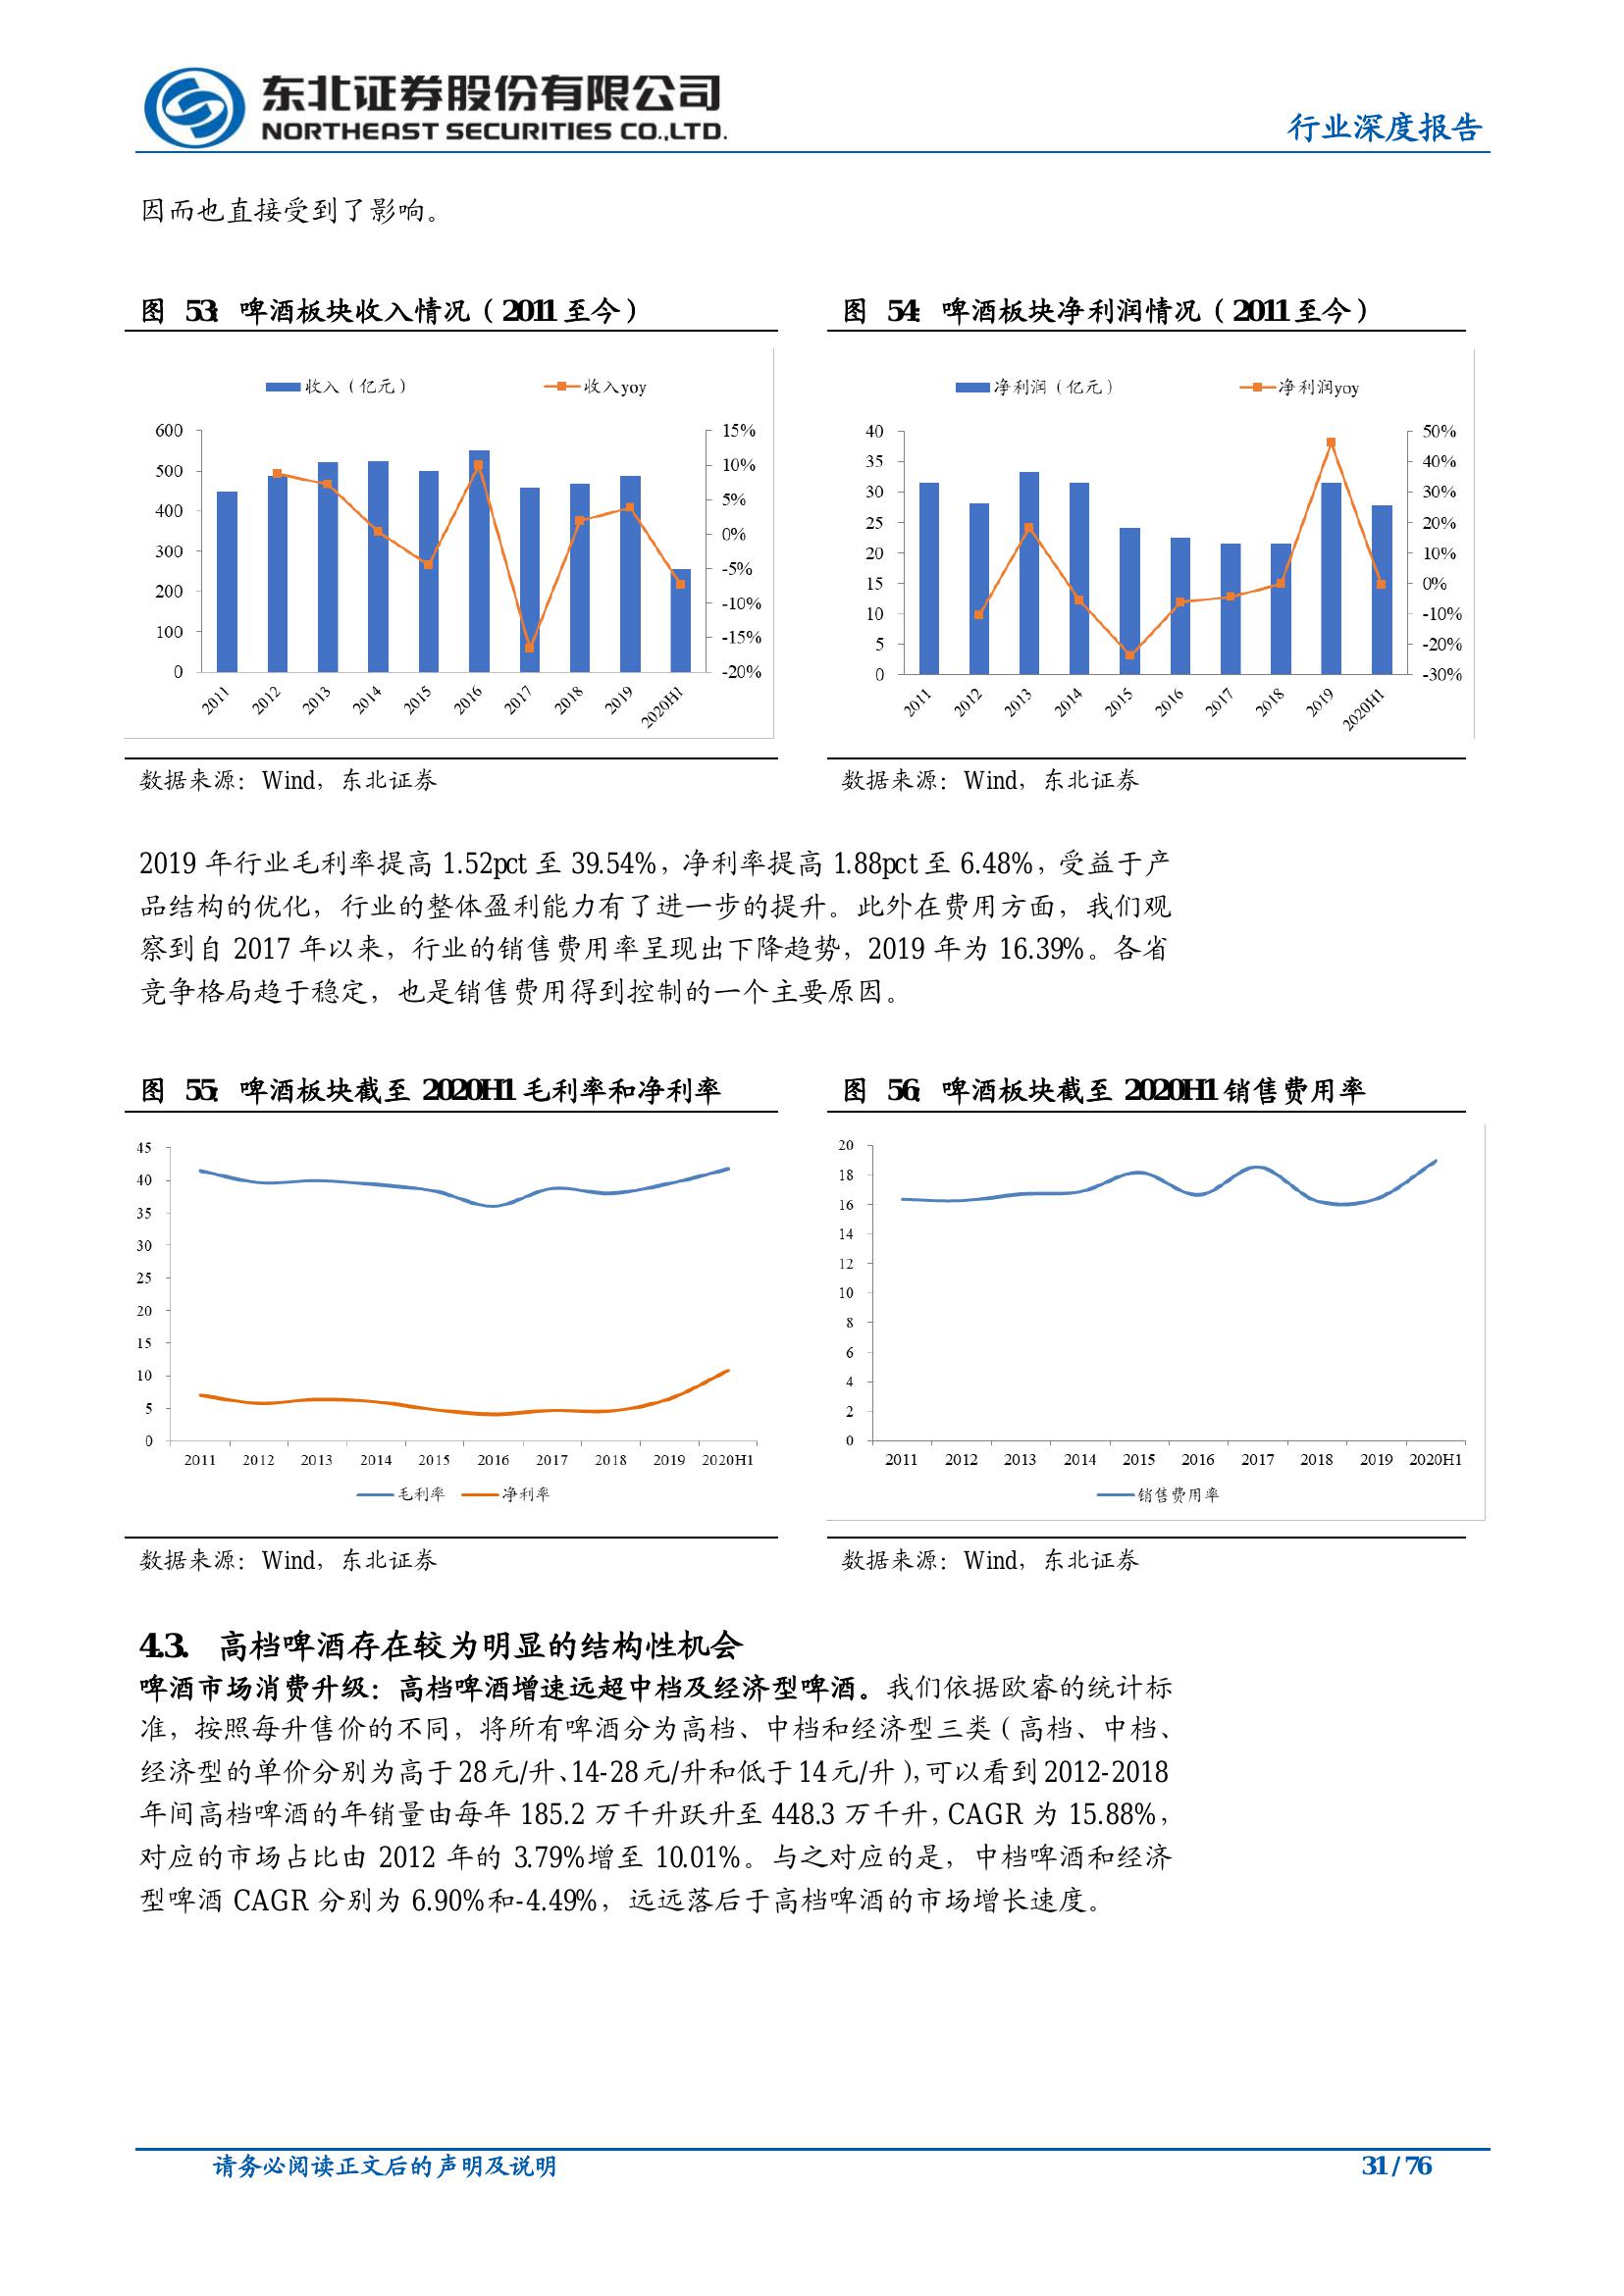 东北证券股份有限公司
NORTHEAST SECURITIES CO.,LTD.
行业深度报告
因而也直接受到了影响。
图 53：啤酒板块收入情况（2011 至今）
收入（亿元） 收入yoy
600
500
400
300
200
100
0
15%
10%
5%
0%
-5%
-10%
-15%
-20%
2011 2012 2013 2014 2015 2016 2017 2018 2019 2020H1
数据来源：Wind，东北证券
图 54：啤酒板块净利润情况（2011 至今）
净利润（亿元） 净利润yoy
40
35
30
25
20
15
10
5
0
50%
40%
30%
20%
10%
0%
-10%
-20%
-30%
2011 2012 2013 2014 2015 2016 2017 2018 2019 2020H1
数据来源：Wind，东北证券
2019 年行业毛利率提高 1.52pct 至 39.54%，净利率提高 1.88pct 至 6.48%，受益于产
品结构的优化，行业的整体盈利能力有了进一步的提升。此外在费用方面，我们观
察到自 2017 年以来，行业的销售费用率呈现出下降趋势，2019 年为 16.39%。各省
竞争格局趋于稳定，也是销售费用得到控制的一个主要原因。
图 55：啤酒板块截至 2020H1 毛利率和净利率
45
40
35
30
25
20
15
10
5
0
2011 2012 2013 2014 2015 2016 2017 2018 2019 2020H1
毛利率 净利率
数据来源：Wind，东北证券
图 56：啤酒板块截至 2020H1 销售费用率
20
18
16
14
12
10
8
6
4
2
0
2011 2012 2013 2014 2015 2016 2017 2018 2019 2020H1
销售费用率
数据来源：Wind，东北证券
4.3. 高档啤酒存在较为明显的结构性机会
啤酒市场消费升级：高档啤酒增速远超中档及经济型啤酒。我们依据欧睿的统计标
准，按照每升售价的不同，将所有啤酒分为高档、中档和经济型三类（高档、中档、
经济型的单价分别为高于 28 元/升、14-28 元/升和低于 14 元/升），可以看到 2012-2018
年间高档啤酒的年销量由每年 185.2 万千升跃升至 448.3 万千升，CAGR 为 15.88%，
对应的市场占比由 2012 年的 3.79%增至 10.01%。与之对应的是，中档啤酒和经济
型啤酒 CAGR 分别为 6.90%和-4.49%，远远落后于高档啤酒的市场增长速度。
请务必阅读正文后的声明及说明
31 / 76